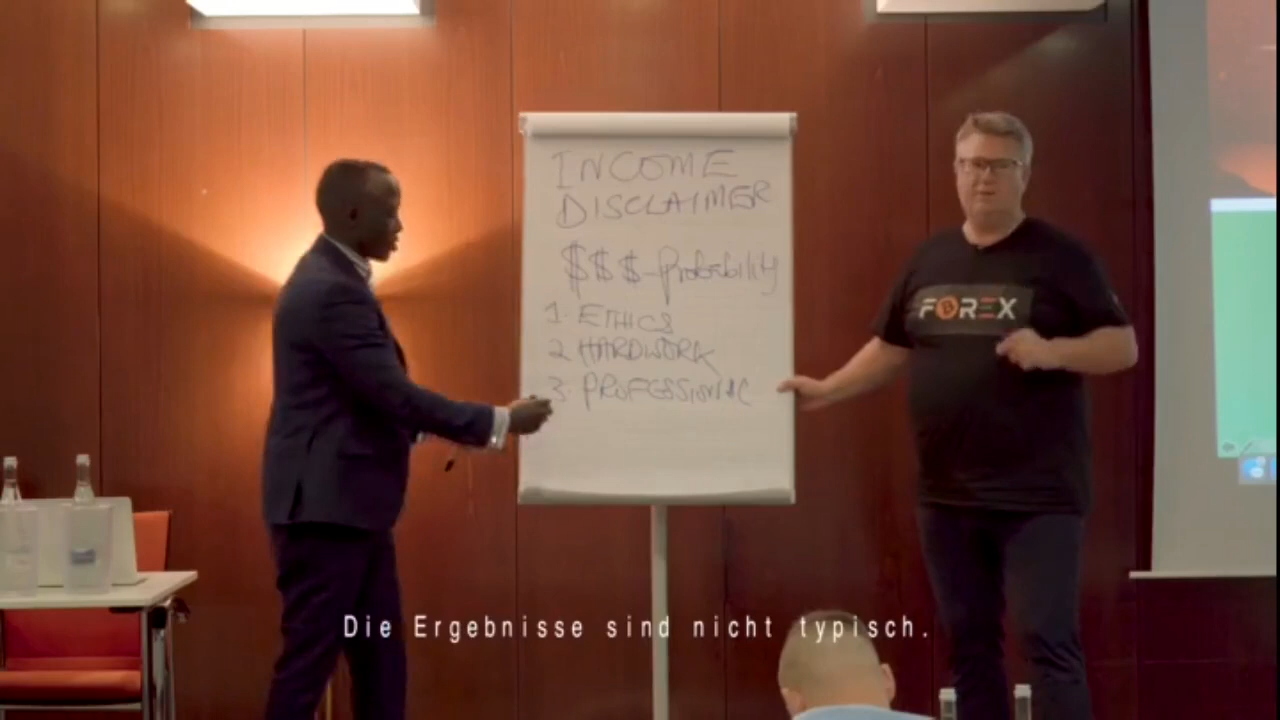 INCOME
DISCLAIMER
$$$-Probability
1. ETHICS
2 HARDWORK
3. PROFESSIONAL
FOREX
Die Ergebnisse sind nicht typisch.